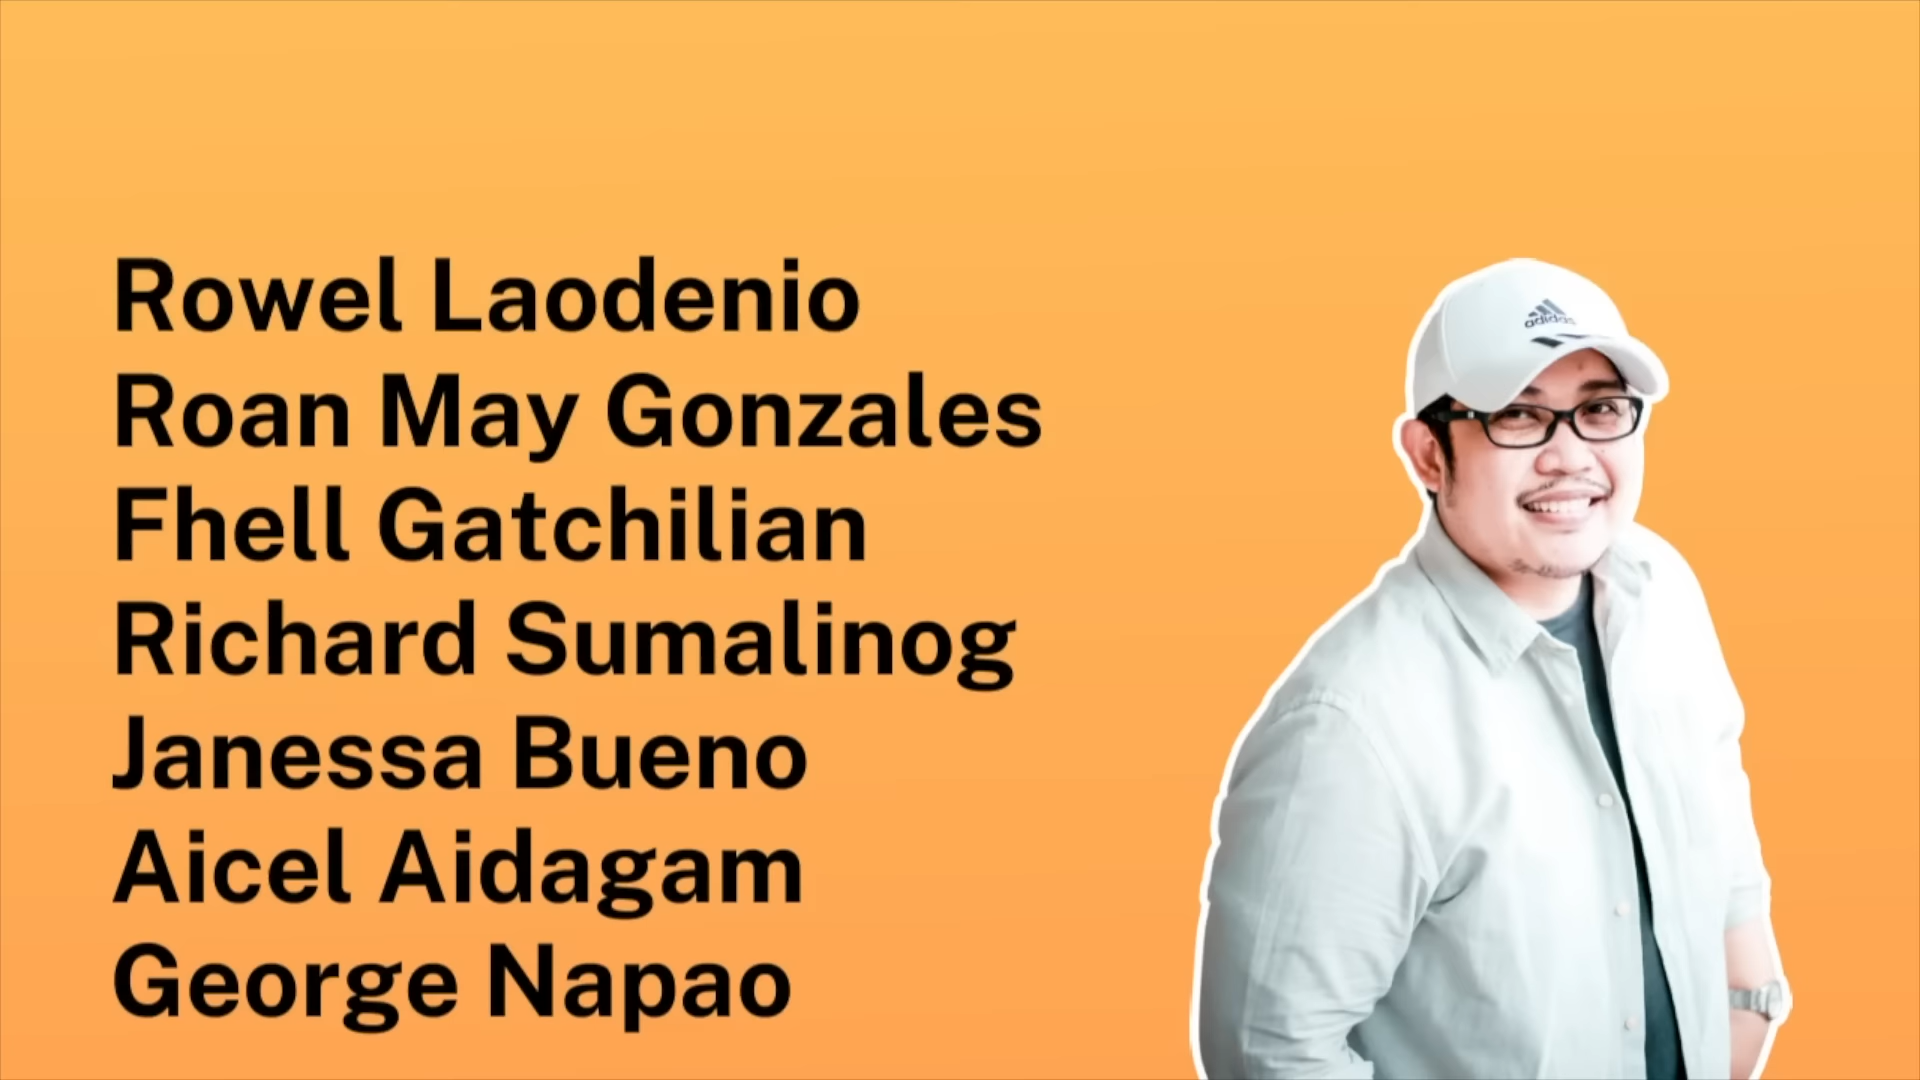 Rowel Laodenio
Roan May Gonzales
Fhell Gatchilian
Richard Sumalinog
Janessa Bueno
Aicel Aidagam
George Napao
adidas